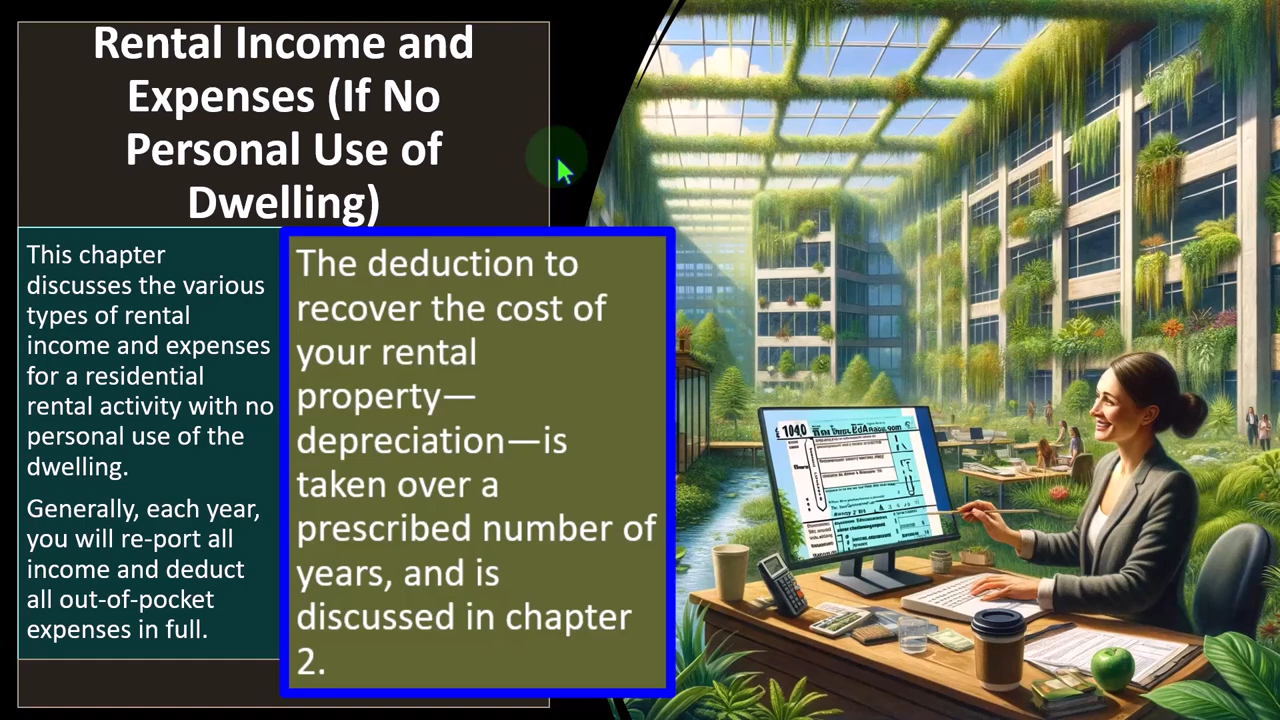 Rental Income and
Expenses (If No
Personal Use of
Dwelling)
This chapter
discusses the various
types of rental
income and expenses
for a residential
rental activity with no
personal use of the
dwelling.
Generally, each year,
you will re-port all
income and deduct
all out-of-pocket
expenses in full.
The deduction to
recover the cost of
your rental
property—
depreciation—is
taken over a
prescribed number of
years, and is
discussed in chapter
2.
1040